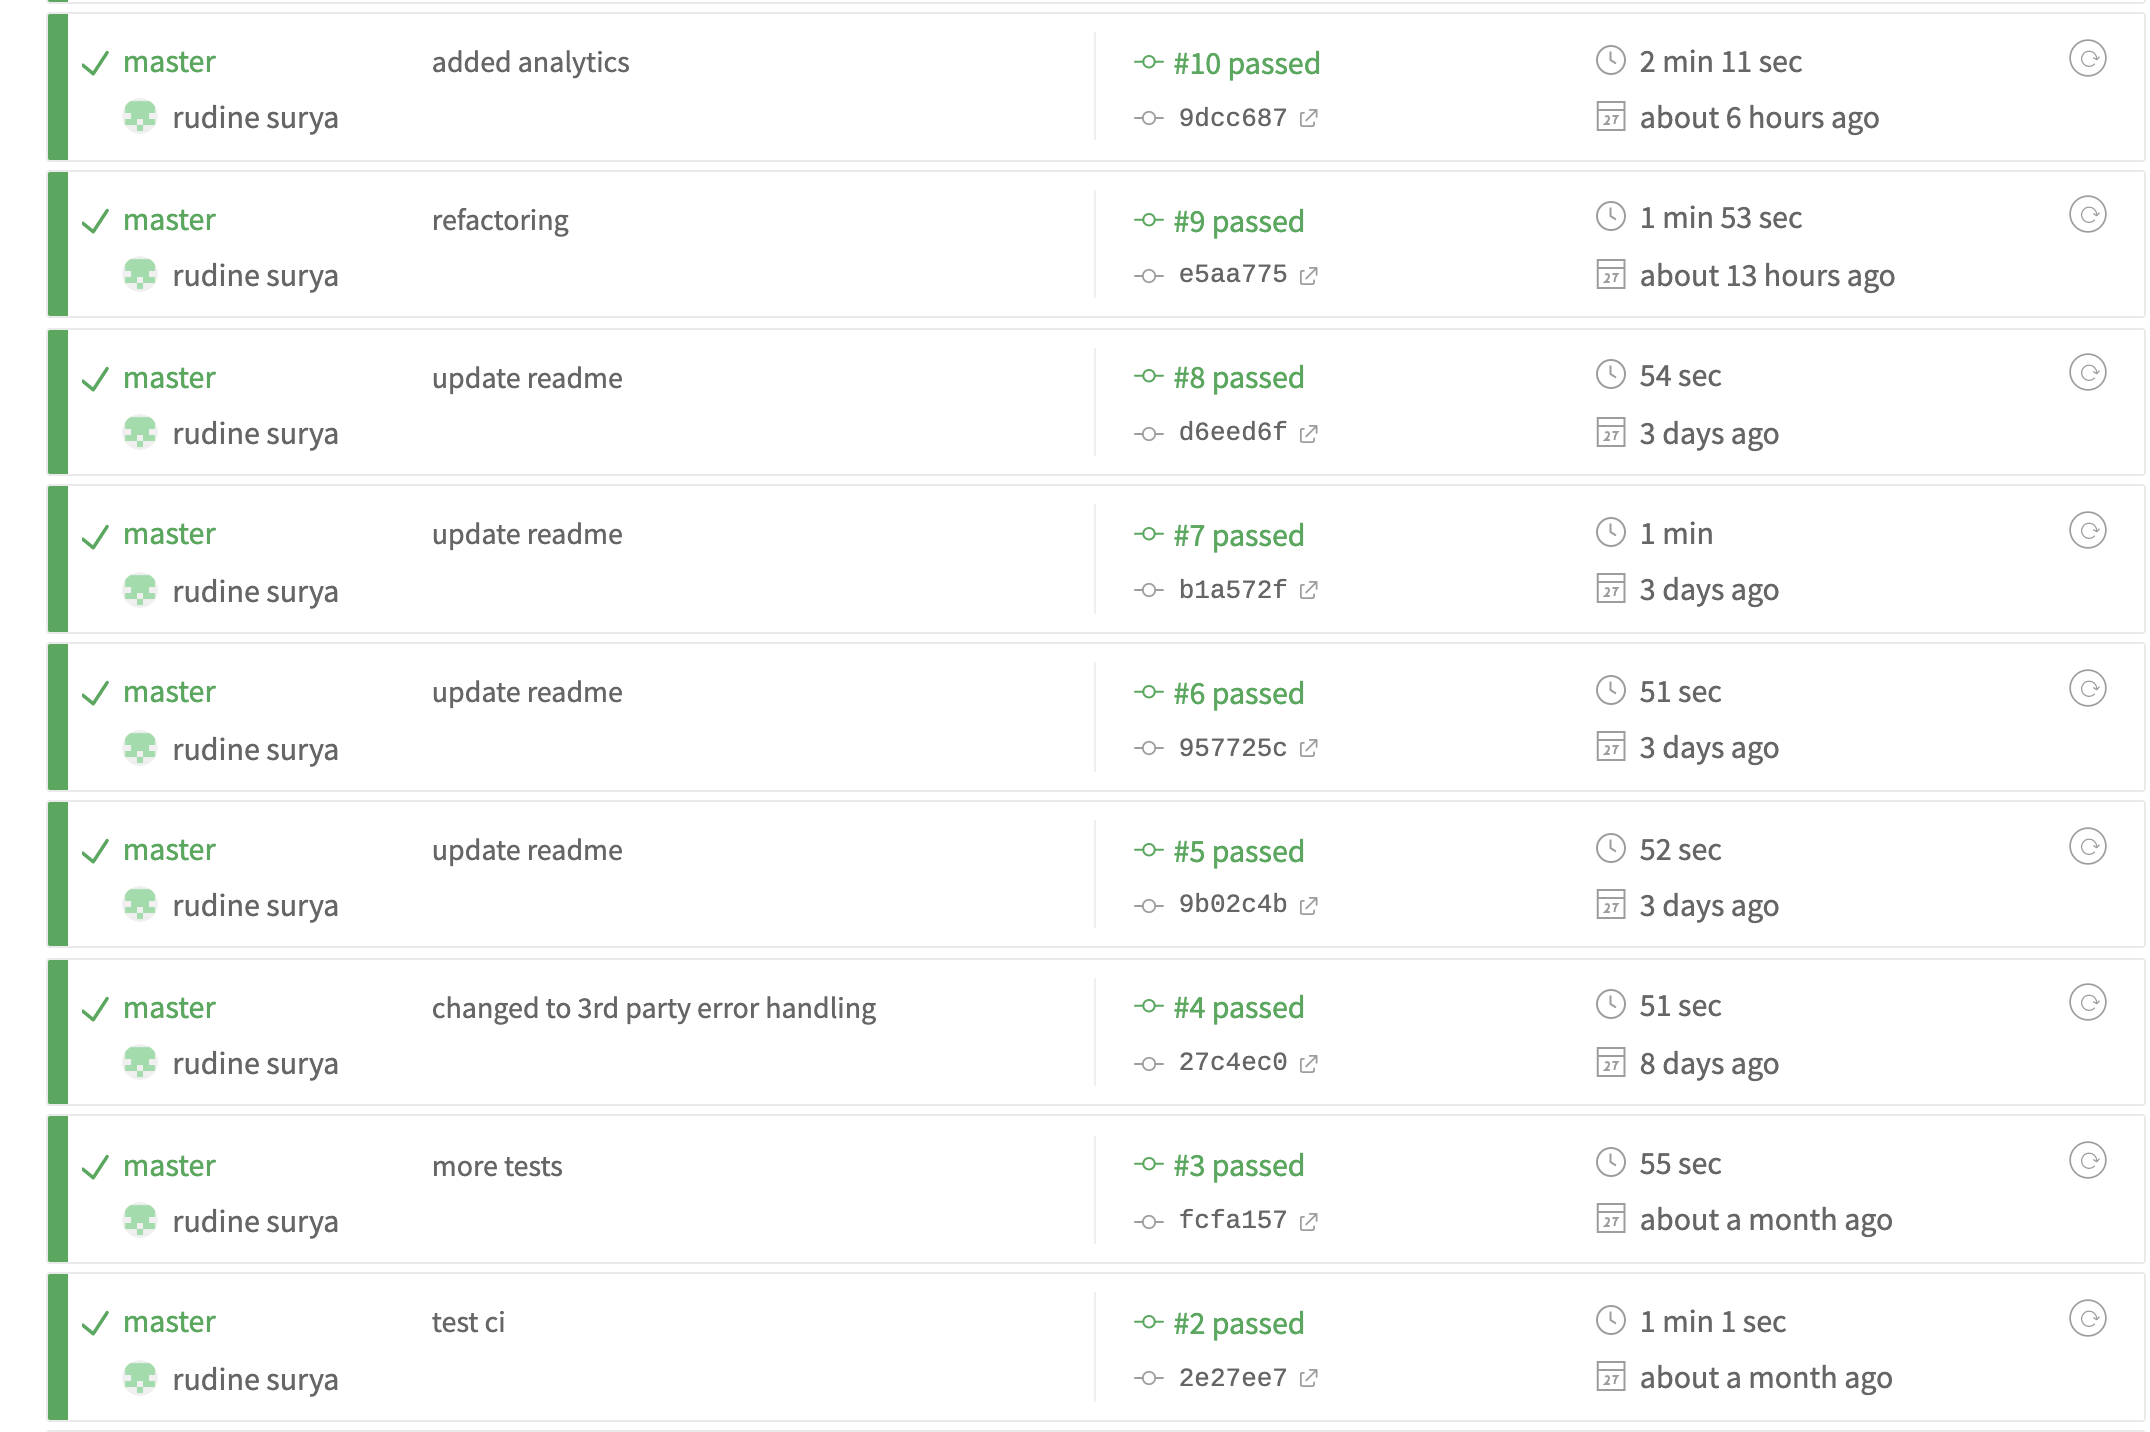 master added analytics #10 passed 2 min 11 sec
rudine surya 9dcc687 27 about 6 hours ago
master refactoring #9 passed 1 min 53 sec
rudine surya e5aa775 27 about 13 hours ago
master update readme #8 passed 54 sec
rudine surya d6eed6f 27 3 days ago
master update readme #7 passed 1 min
rudine surya b1a572f 27 3 days ago
master update readme #6 passed 51 sec
rudine surya 957725c 27 3 days ago
master update readme #5 passed 52 sec
rudine surya 9b02c4b 27 3 days ago
master changed to 3rd party error handling #4 passed 51 sec
rudine surya 27c4ec0 27 8 days ago
master more tests #3 passed 55 sec
rudine surya fcfa157 27 about a month ago
master test ci #2 passed 1 min 1 sec
rudine surya 2e27ee7 27 about a month ago